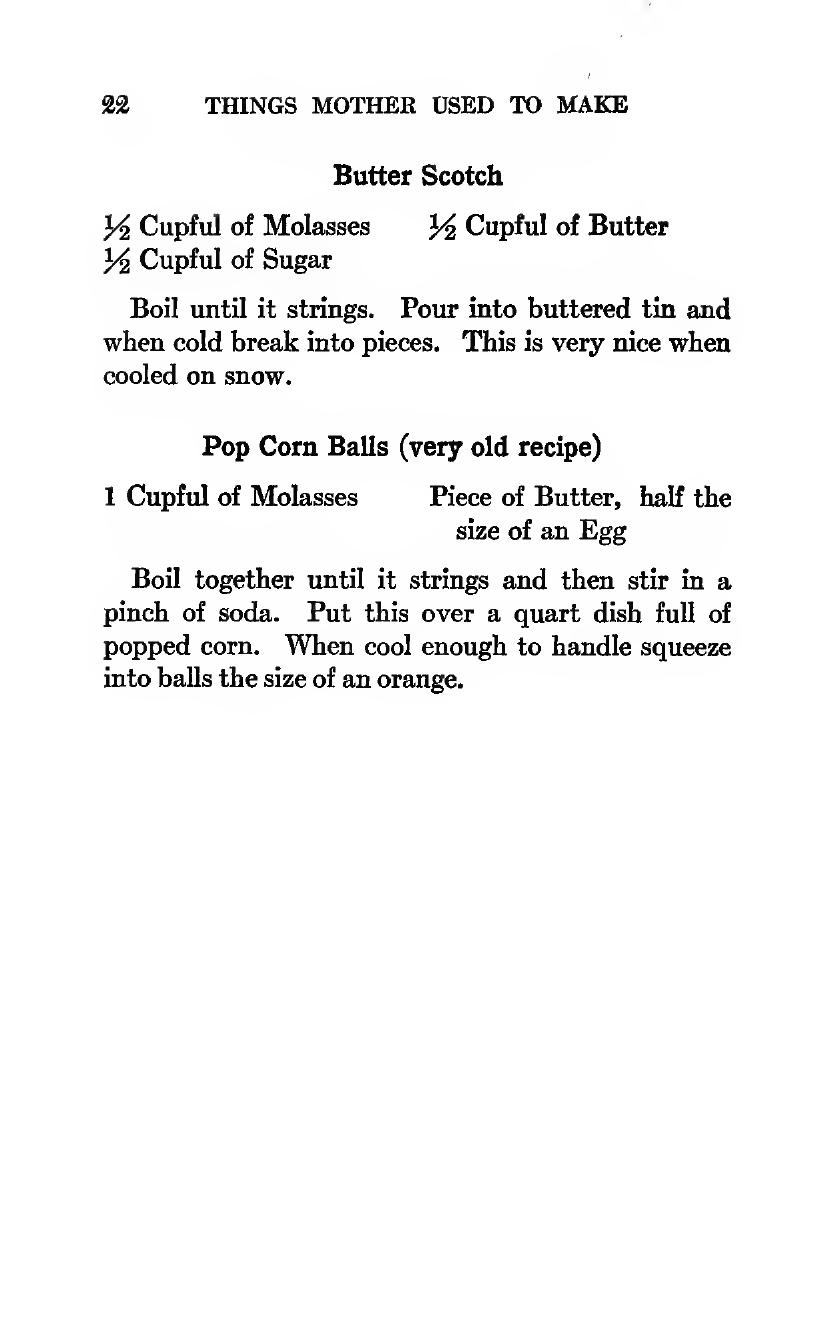 22 THINGS MOTHER USED TO MAKE
Butter Scotch
½ Cupful of Molasses ½ Cupful of Butter
½ Cupful of Sugar
Boil until it strings. Pour into buttered tin and
when cold break into pieces. This is very nice when
cooled on snow.
Pop Corn Balls (very old recipe)
1 Cupful of Molasses Piece of Butter, half the
size of an Egg
Boil together until it strings and then stir in a
pinch of soda. Put this over a quart dish full of
popped corn. When cool enough to handle squeeze
into balls the size of an orange.